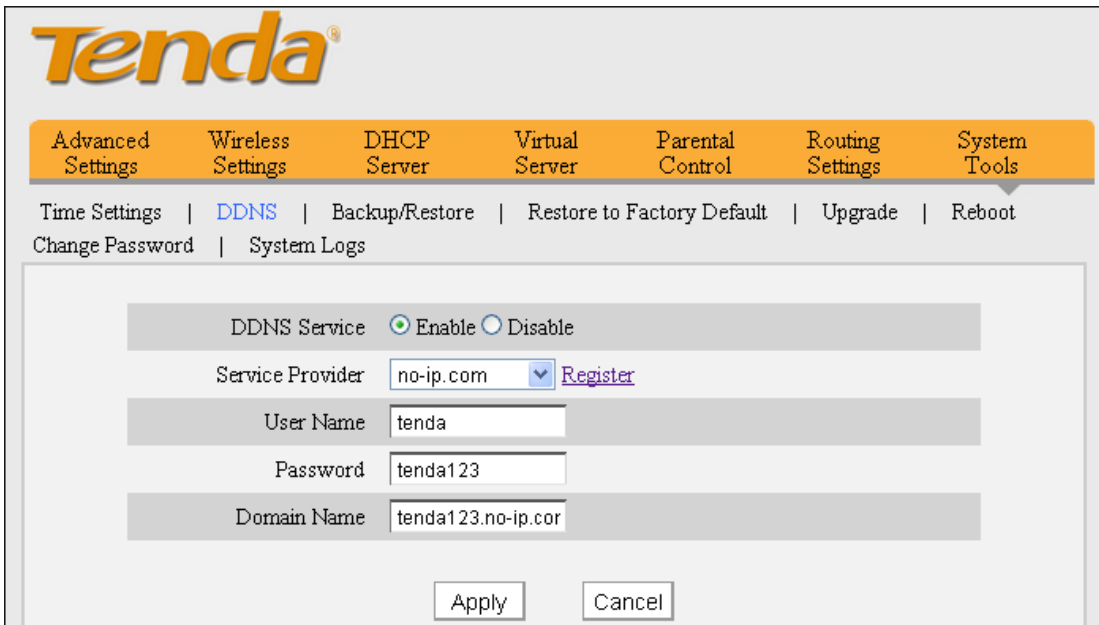 Tenda®
Advanced Settings Wireless Settings DHCP Server Virtual Server Parental Control Routing Settings System Tools
Time Settings | DDNS | Backup/Restore | Restore to Factory Default | Upgrade | Reboot
Change Password | System Logs
DDNS Service Enable Disable
Service Provider no-ip.com Register
User Name tenda
Password tenda123
Domain Name tenda123.no-ip.cor
Apply Cancel